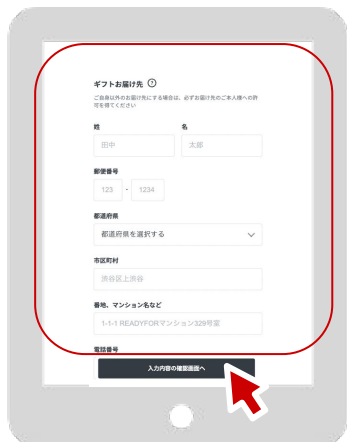 ギフトお届け先 ?
ご自身以外のお届け先にする場合は、必ずお届け先のご本人様への許
可を得てください
姓 名
田中 太郎
郵便番号
123 - 1234
都道府県
都道府県を選択する
市区町村
渋谷区上渋谷
番地、マンション名など
1-1-1 READYFORマンション329号室
電話番号
入力内容の確認画面へ